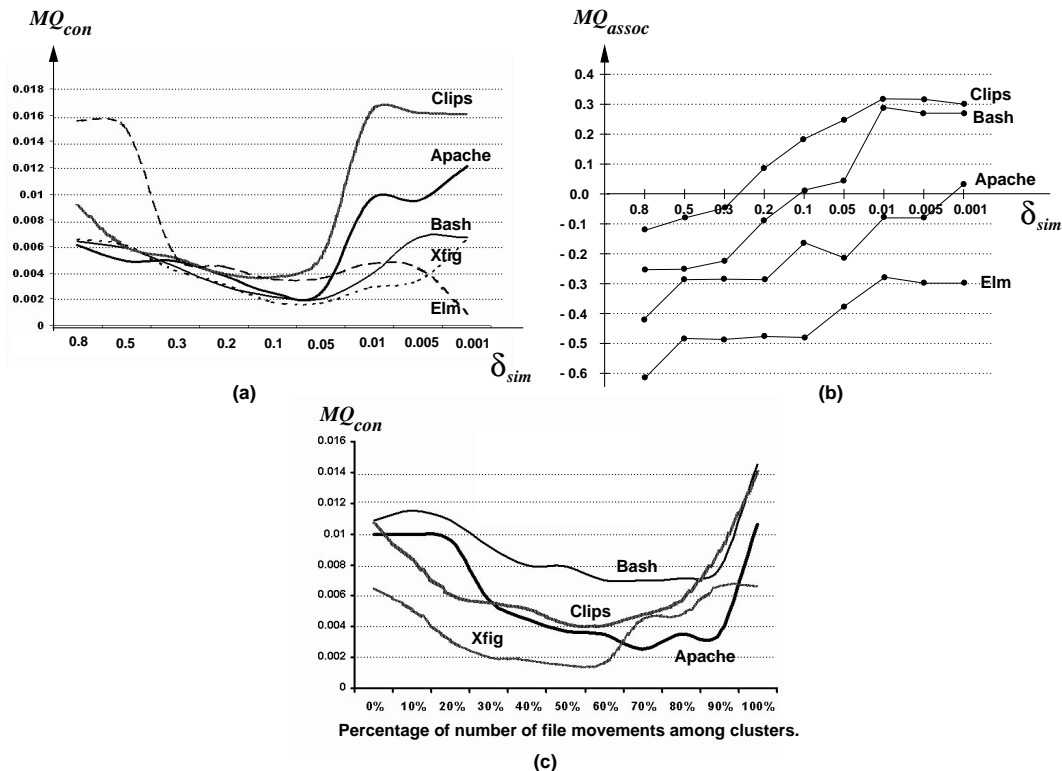 MQcon
0.018
0.016
0.014
0.012
0.01
0.008
0.006
0.004
0.002
0
0.8 0.5 0.3 0.2 0.1 0.05 0.01 0.005 0.001
δsim
Clips
Apache
Bash
Xfig
Elm
(a)
MQassoc
0.4
0.3
0.2
0.1
0.0
-0.1
-0.2
-0.3
-0.4
-0.5
-0.6
0.8 0.5 0.3 0.2 0.1 0.05 0.01 0.005 0.001
δsim
Clips
Bash
Apache
Elm
(b)
MQcon
0.016
0.014
0.012
0.01
0.008
0.006
0.004
0.002
0
Bash
Clips
Xfig
Apache
0% 10% 20% 30% 40% 50% 60% 70% 80% 90% 100%
Percentage of number of file movements among clusters.
(c)